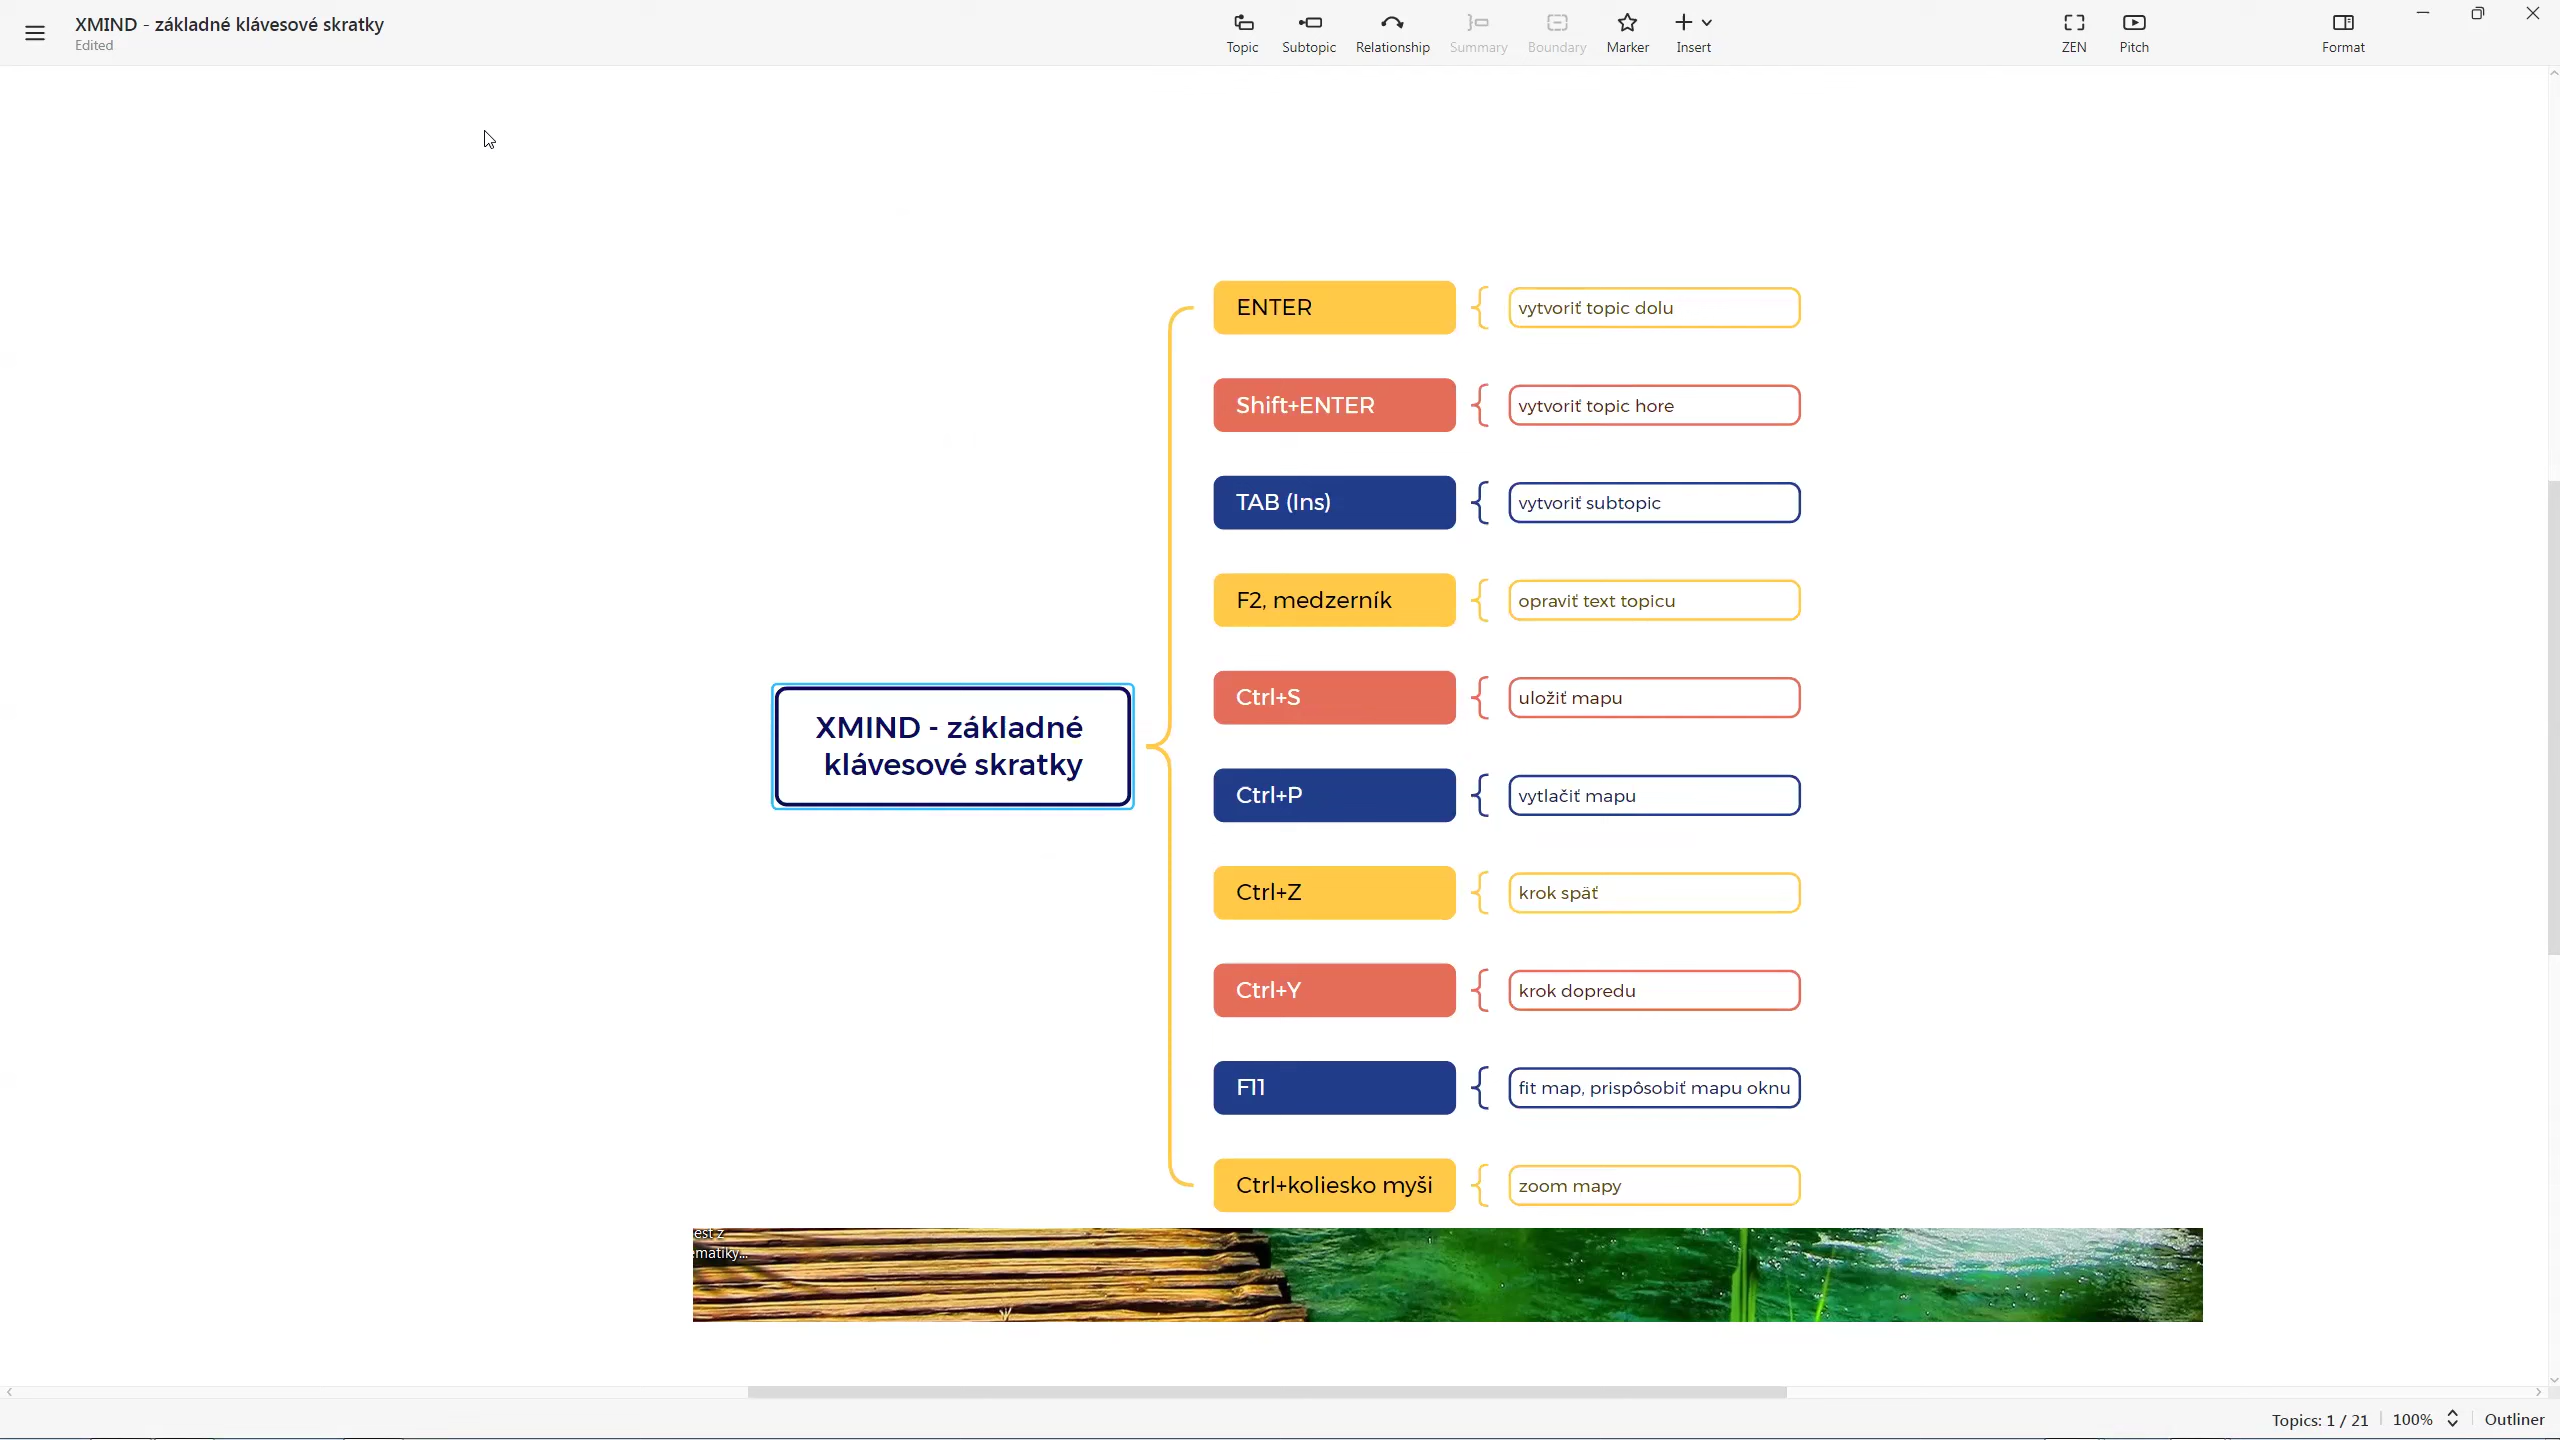 XMIND - základné klávesové skratky
Edited
Topic
Subtopic
Relationship
Summary
Boundary
Marker
Insert
ZEN
Pitch
Format
ENTER
vytvoriť topic dolu
Shift+ENTER
vytvoriť topic hore
TAB (Ins)
vytvoriť subtopic
F2, medzerník
opraviť text topicu
Ctrl+S
uložiť mapu
XMIND - základné
klávesové skratky
Ctrl+P
vytlačiť mapu
Ctrl+Z
krok späť
Ctrl+Y
krok dopredu
F11
fit map, prispôsobiť mapu oknu
Ctrl+koliesko myši
zoom mapy
Topics: 1 / 21
100%
Outliner